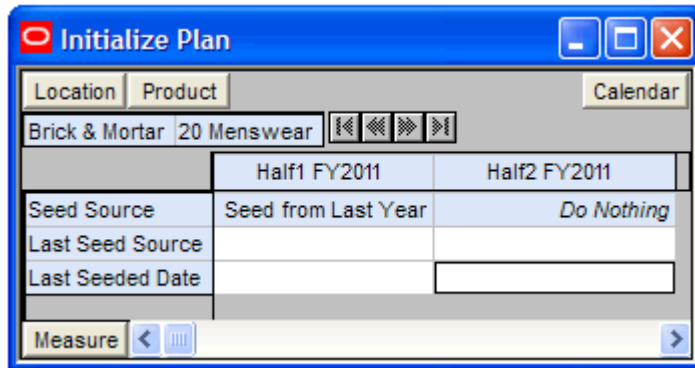 Initialize Plan
Location Product Calendar
Brick & Mortar 20 Menswear
Half1 FY2011 Half2 FY2011
Seed Source Seed from Last Year Do Nothing
Last Seed Source
Last Seeded Date
Measure